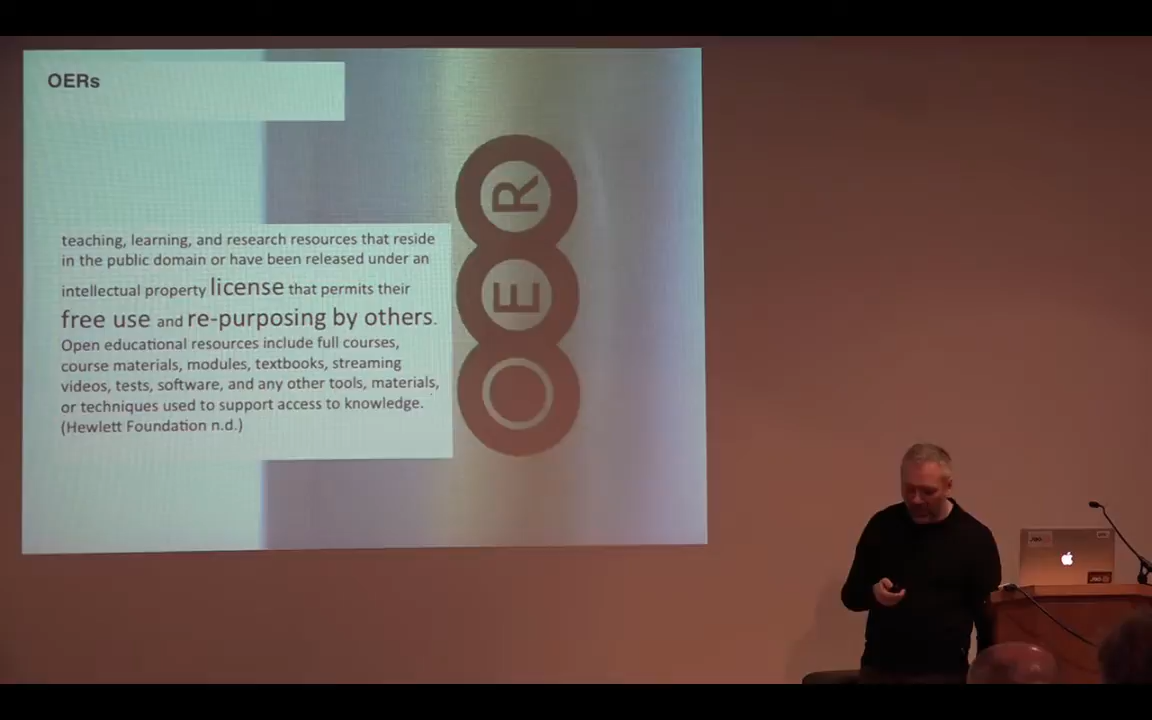 OERs
teaching, learning, and research resources that reside
in the public domain or have been released under an
intellectual property license that permits their
free use and re-purposing by others.
Open educational resources include full courses,
course materials, modules, textbooks, streaming
videos, tests, software, and any other tools, materials,
or techniques used to support access to knowledge.
(Hewlett Foundation n.d.)
OER